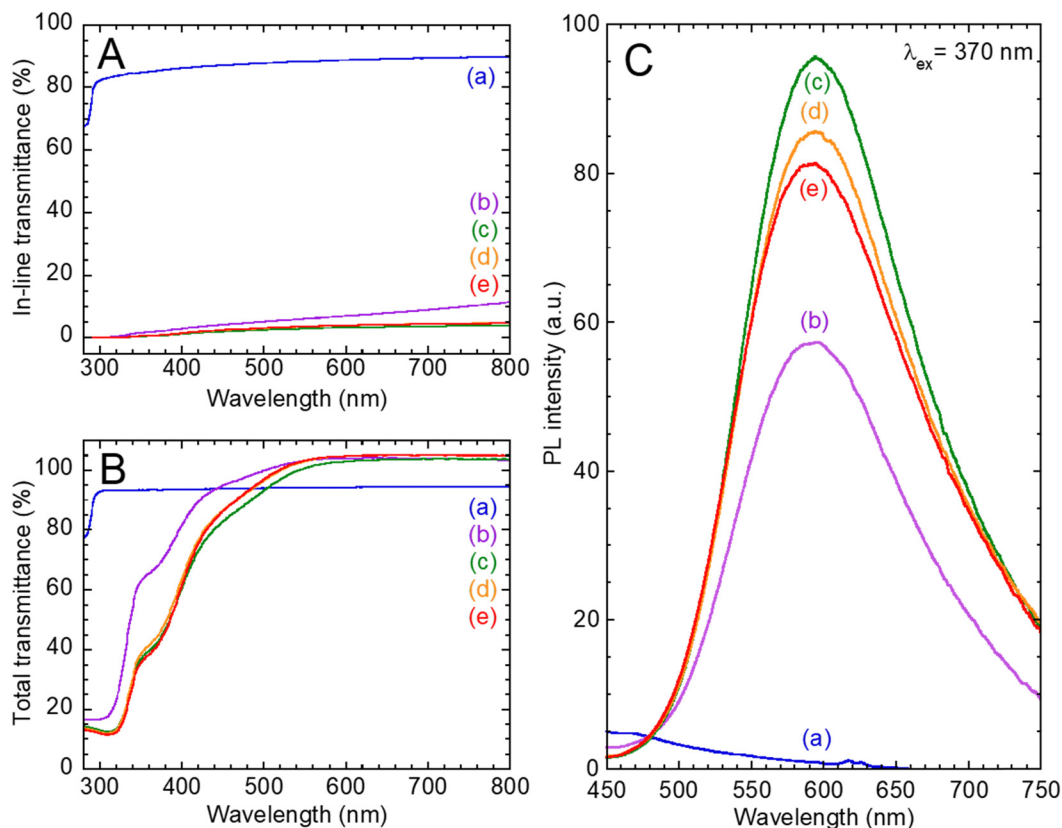 A
In-line transmittance (%)
100
80
60
40
20
0
(a)
(b)
(c)
(d)
(e)
300 400 500 600 700 800
Wavelength (nm)
B
Total transmittance (%)
100
80
60
40
20
0
(a)
(b)
(c)
(d)
(e)
300 400 500 600 700 800
Wavelength (nm)
C
λex= 370 nm
PL intensity (a.u.)
100
80
60
40
20
0
(c)
(d)
(e)
(b)
(a)
450 500 550 600 650 700 750
Wavelength (nm)